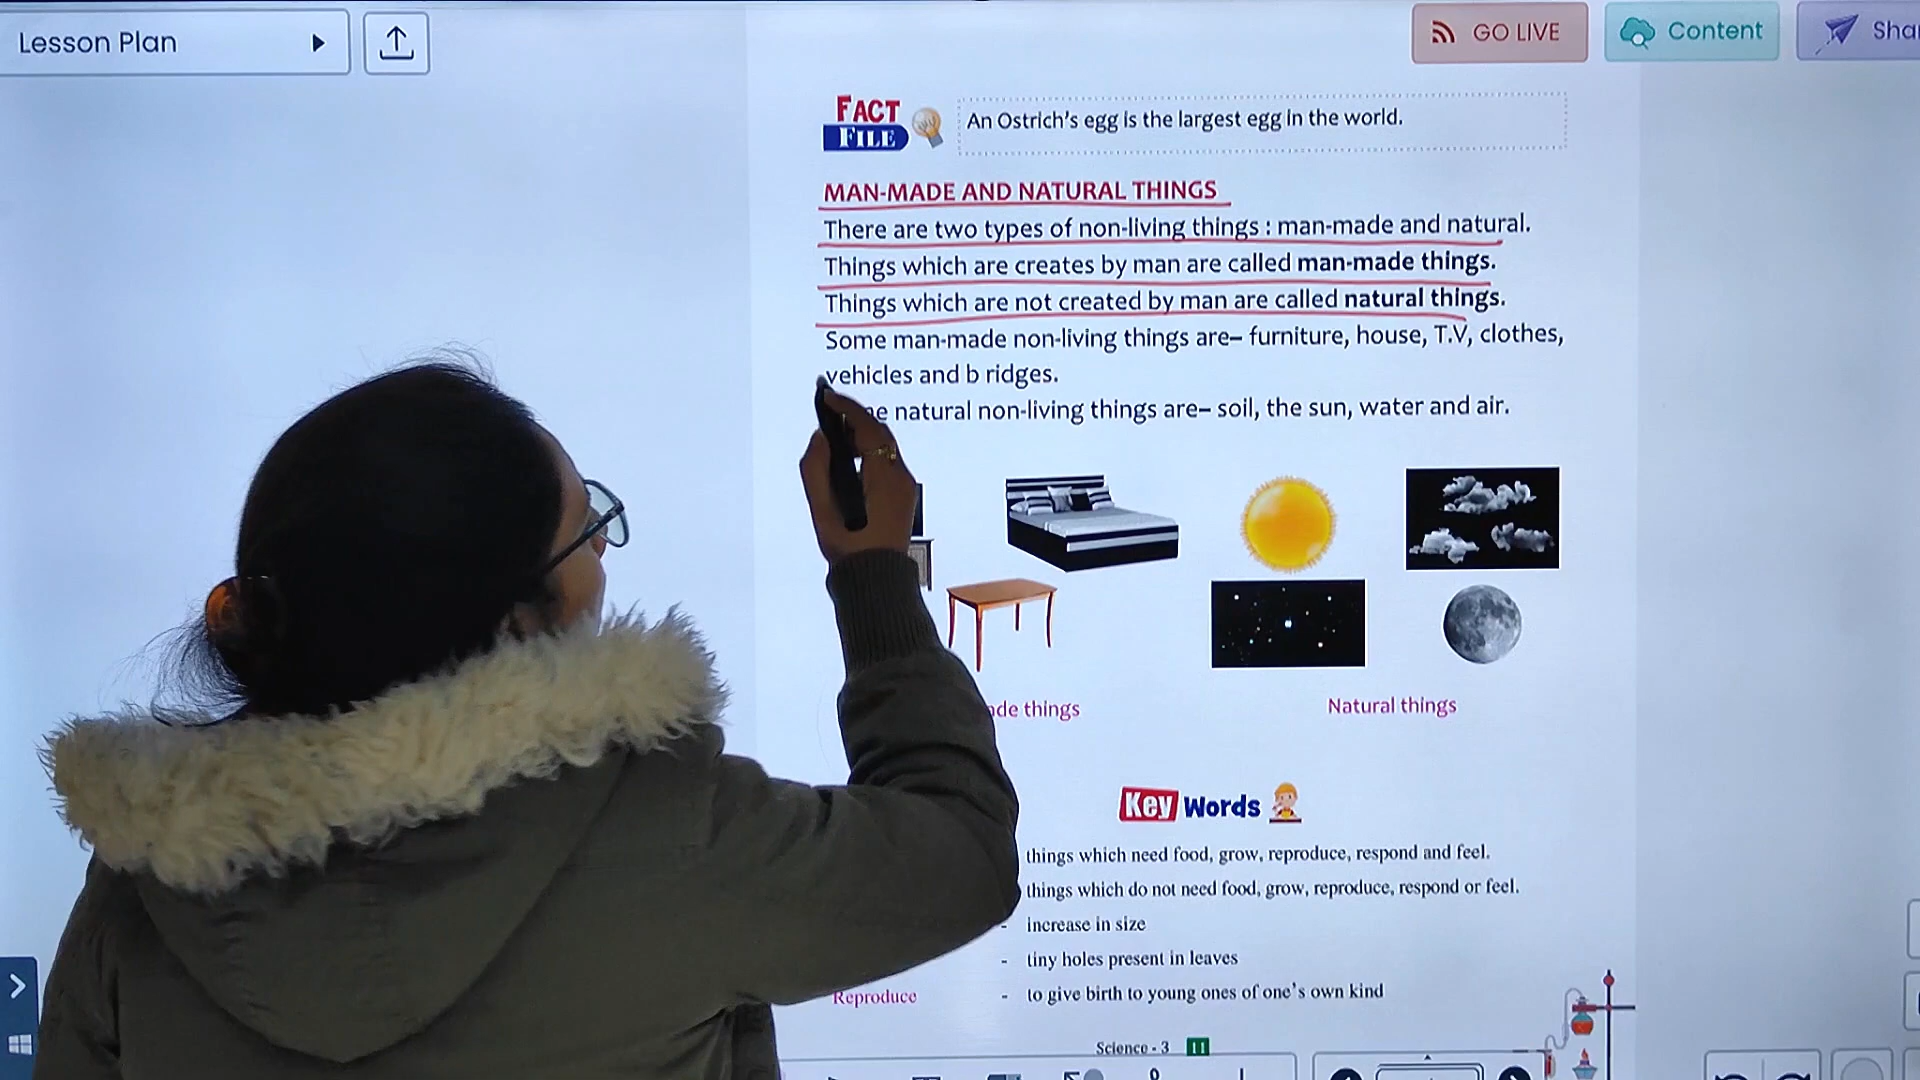 Lesson Plan
GO LIVE
Content
FACT
FILE
An Ostrich's egg is the largest egg in the world.
MAN-MADE AND NATURAL THINGS
There are two types of non-living things : man-made and natural.
Things which are creates by man are called man-made things.
Things which are not created by man are called natural things.
Some man-made non-living things are– furniture, house, T.V, clothes,
vehicles and b ridges.
natural non-living things are– soil, the sun, water and air.
things
Natural things
Key Words
things which need food, grow, reproduce, respond and feel.
things which do not need food, grow, reproduce, respond or feel.
- increase in size
- tiny holes present in leaves
Reproduce - to give birth to young ones of one's own kind
Science - 3 11